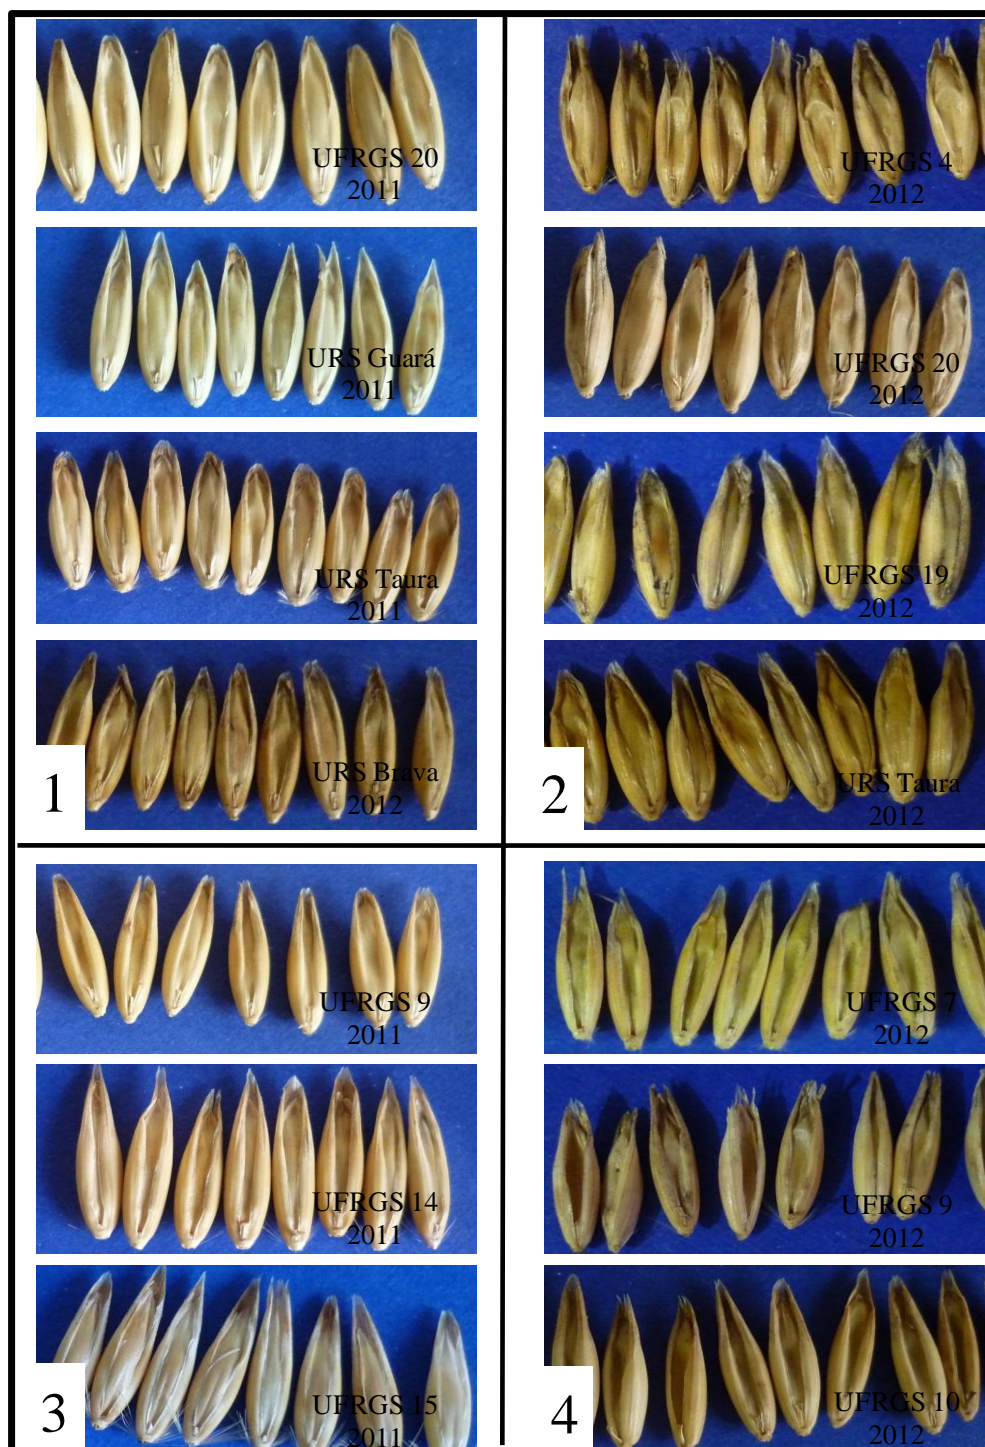 UFRGS 20
2011
URS Guará
2011
URS Taura
2011
URS Brava
2012
1
UFRGS 4
2012
UFRGS 20
2012
UFRGS 19
2012
URS Taura
2012
2
UFRGS 9
2011
UFRGS 14
2011
UFRGS 15
2011
3
UFRGS 7
2012
UFRGS 9
2012
UFRGS 10
2012
4